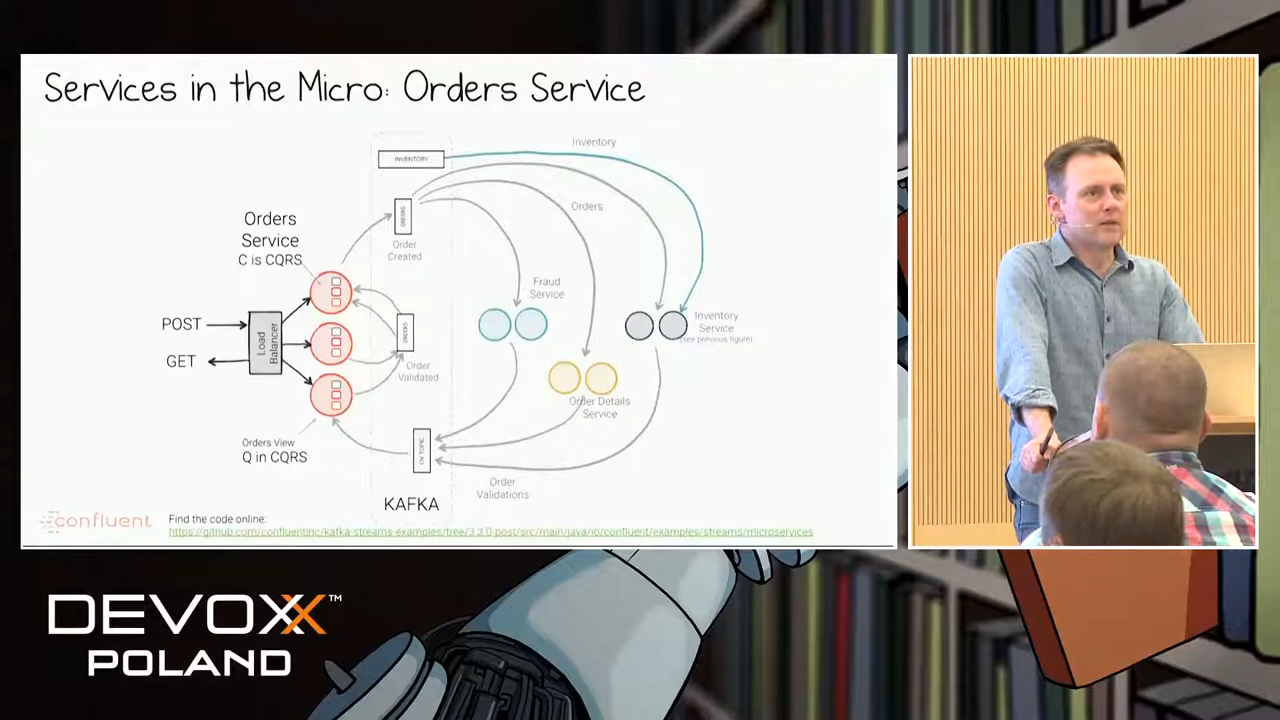 Services in the Micro: Orders Service
Inventory
INVENTORY
Orders
ORDERS
Order
Created
Orders
Service
C is CQRS
Fraud
Service
POST
GET
Load
Balancer
ORDERS
Order
Validated
Inventory
Service
(see previous figure)
Order Details
Service
Orders View
Q in CQRS
OV TOPIC
Order
Validations
KAFKA
confluent
Find the code online:
https://github.com/confluentinc/kafka-streams-examples/tree/3.3.0-post/src/main/java/io/confluent/examples/streams/microservices
DEVOXX™
POLAND